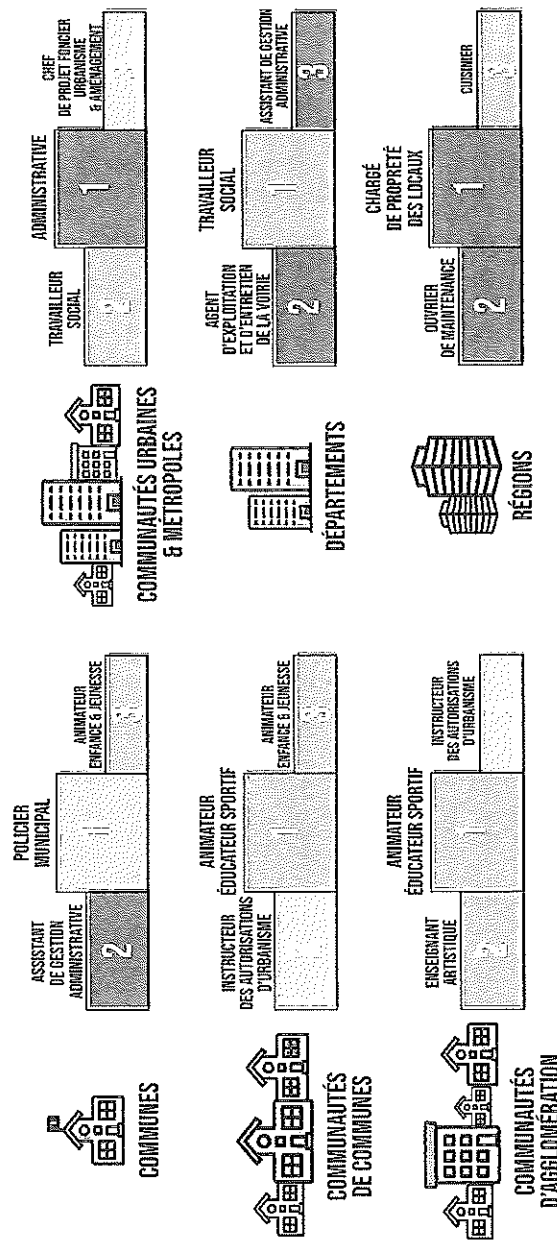 COMMUNES
ASSISTANT
DE GESTION
ADMINISTRATIVE
2
POLICIER
MUNICIPAL
1
ANIMATEUR
ENFANCE & JEUNESSE
3
COMMUNAUTÉS
DE COMMUNES
INSTRUCTEUR
DES AUTORISATIONS
D'URBANISME
ANIMATEUR
ÉDUCATEUR SPORTIF
1
ANIMATEUR
ENFANCE & JEUNESSE
3
COMMUNAUTÉS
D'AGGLOMÉRATION
ENSEIGNANT
ARTISTIQUE
2
ANIMATEUR
ÉDUCATEUR SPORTIF
1
INSTRUCTEUR
DES AUTORISATIONS
D'URBANISME
COMMUNAUTÉS URBAINES
& MÉTROPOLES
TRAVAILLEUR
SOCIAL
2
ADMINISTRATIVE
1
CHEF
DE PROJET FONCIER
URBANISME
& AMÉNAGEMENT
3
DÉPARTEMENTS
AGENT
D'EXPLOITATION
ET D'ENTRETIEN
DE LA VOIRIE
2
TRAVAILLEUR
SOCIAL
1
ASSISTANT DE GESTION
ADMINISTRATIVE
3
RÉGIONS
OUVRIER
DE MAINTENANCE
2
CHARGÉ
DE PROPRETÉ
DES LOCAUX
1
CUISINIER
3